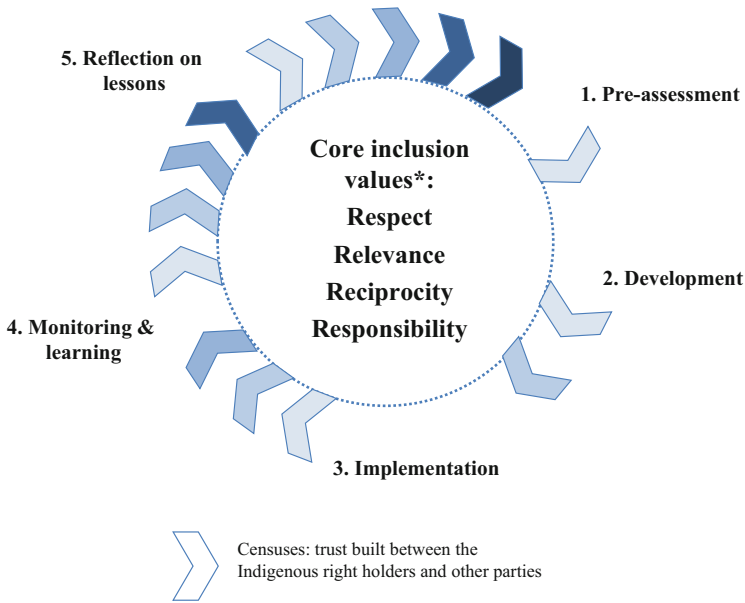 5. Reflection on
lessons
1. Pre-assessment
Core inclusion
values*:
Respect
Relevance
Reciprocity
Responsibility
2. Development
4. Monitoring &
learning
3. Implementation
Censuses: trust built between the
Indigenous right holders and other parties